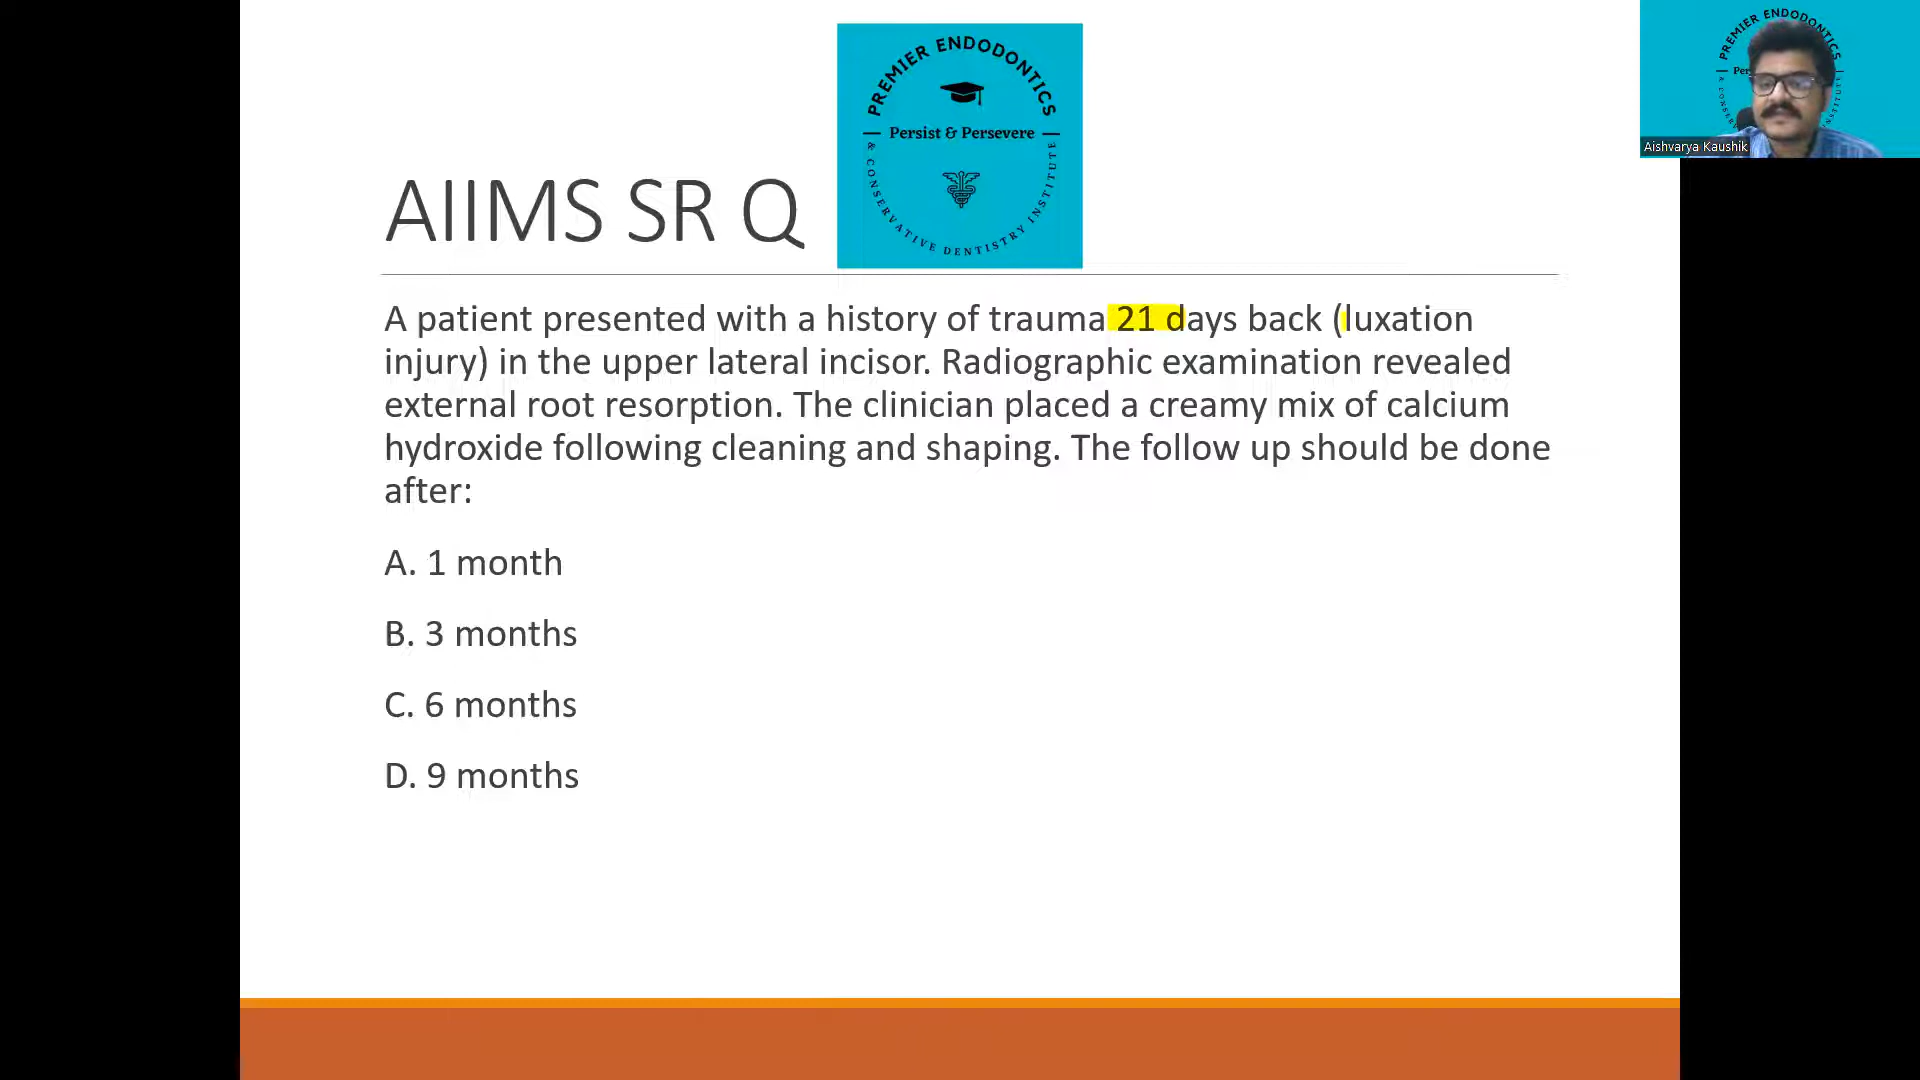 PREMIER ENDODONTICS
Persist & Persevere
& CONSERVATIVE DENTISTRY INSTITUTE
PREMIER ENDODONTICS
Per
Aishvarya Kaushik
AIIMS SR Q
A patient presented with a history of trauma 21 days back (luxation
injury) in the upper lateral incisor. Radiographic examination revealed
external root resorption. The clinician placed a creamy mix of calcium
hydroxide following cleaning and shaping. The follow up should be done
after:
A. 1 month
B. 3 months
C. 6 months
D. 9 months